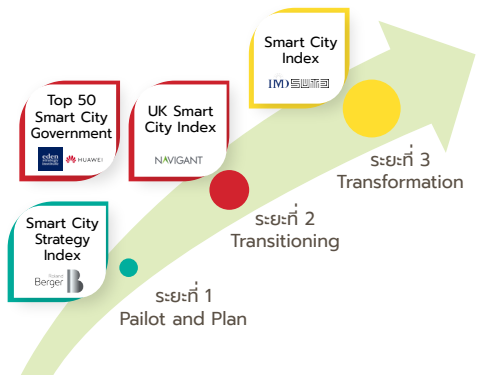 Smart City
Index
IMD
Top 50
Smart City
Government
eden
strategy
institute
HUAWEI
UK Smart
City Index
NAVIGANT
Smart City
Strategy
Index
Roland
Berger
B
ระยะที่ 3
Transformation
ระยะที่ 2
Transitioning
ระยะที่ 1
Pailot and Plan